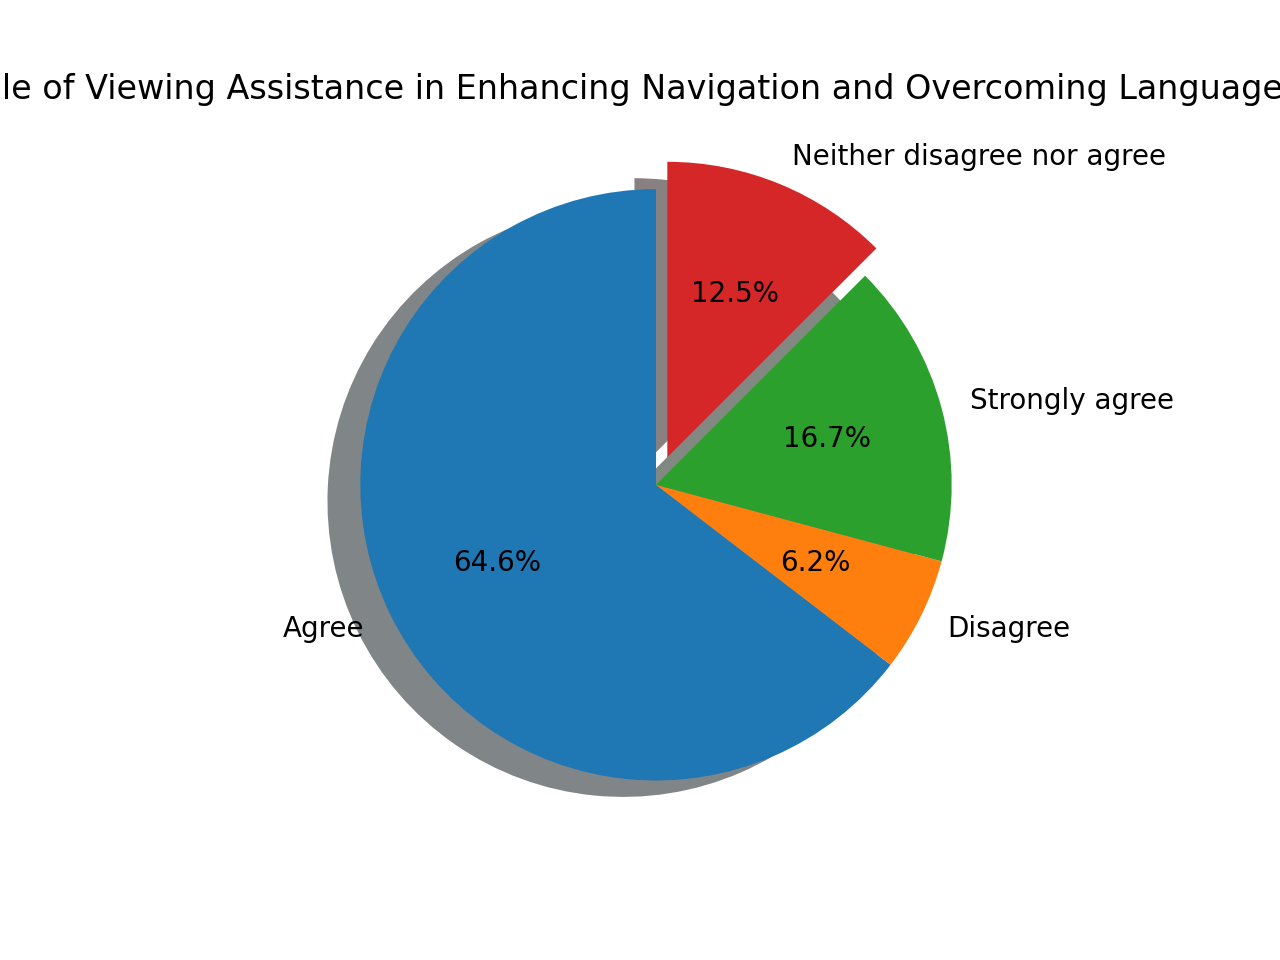 le of Viewing Assistance in Enhancing Navigation and Overcoming Language
Neither disagree nor agree
12.5%
Strongly agree
16.7%
64.6%
6.2%
Agree
Disagree